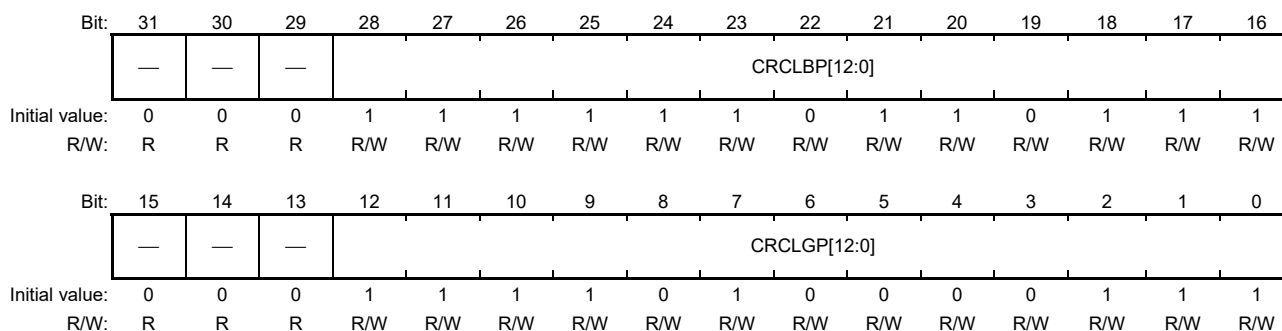 Bit: 31 30 29 28 27 26 25 24 23 22 21 20 19 18 17 16
— — — CRCLBP[12:0]
Initial value: 0 0 0 1 1 1 1 1 1 0 1 1 0 1 1 1
R/W: R R R R/W R/W R/W R/W R/W R/W R/W R/W R/W R/W R/W R/W R/W
Bit: 15 14 13 12 11 10 9 8 7 6 5 4 3 2 1 0
— — — CRCLGP[12:0]
Initial value: 0 0 0 1 1 1 1 0 1 0 0 0 0 1 1 1
R/W: R R R R/W R/W R/W R/W R/W R/W R/W R/W R/W R/W R/W R/W R/W